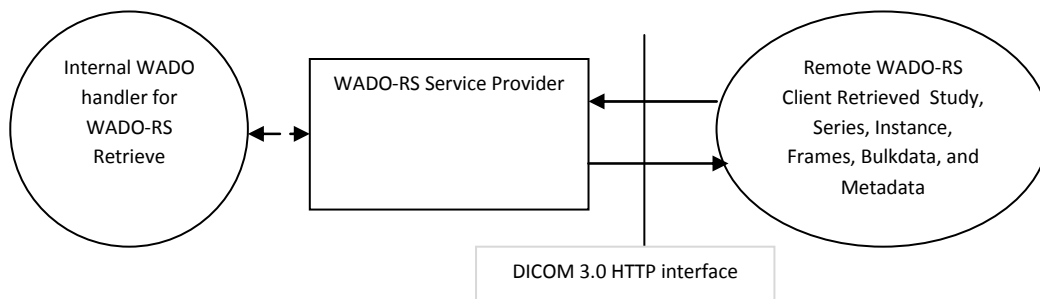 Internal WADO
handler for
WADO-RS
Retrieve
WADO-RS Service Provider
Remote WADO-RS
Client Retrieved Study,
Series, Instance,
Frames, Bulkdata, and
Metadata
DICOM 3.0 HTTP interface